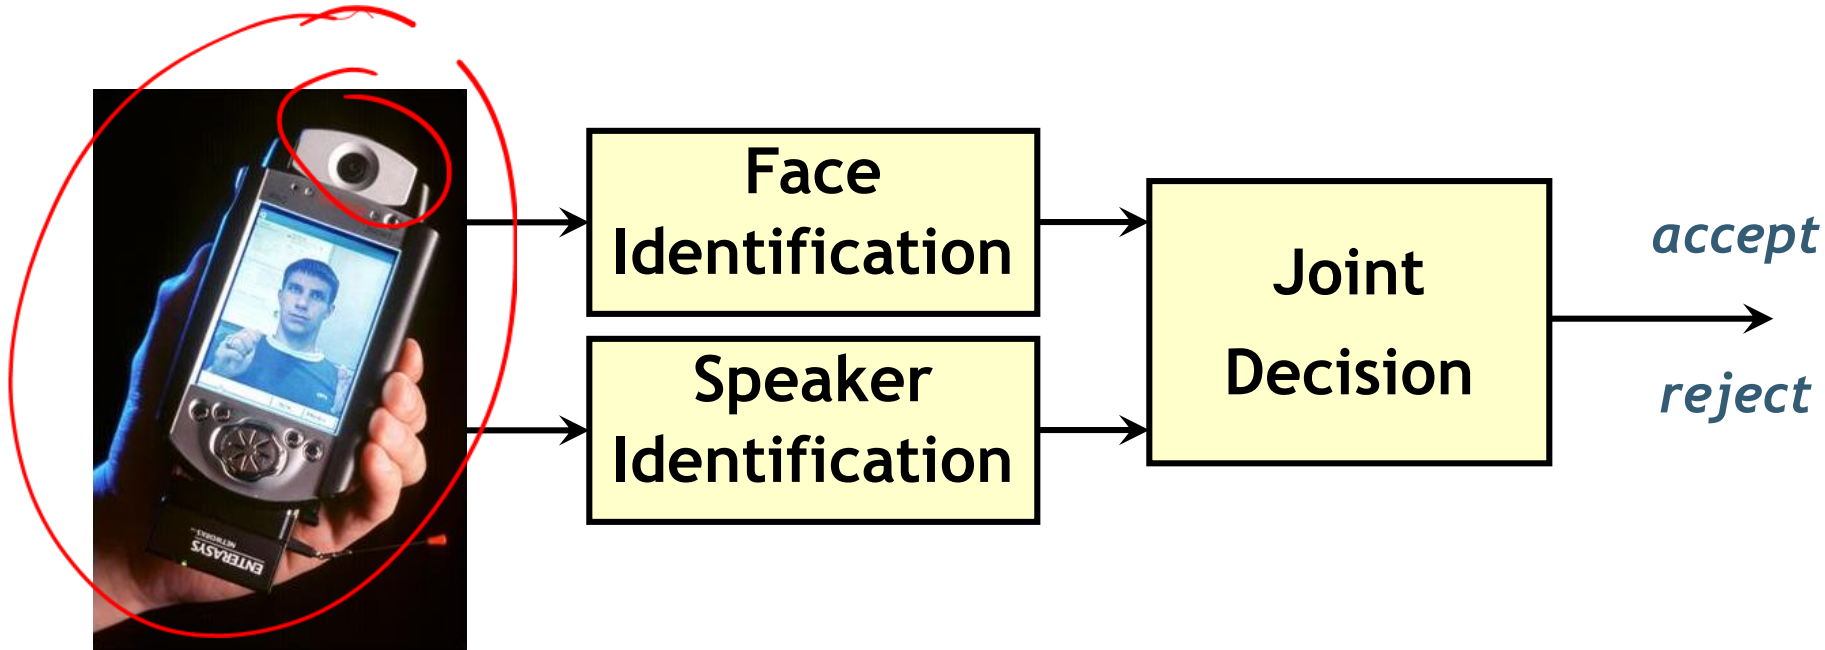 Face
Identification
Speaker
Identification
Joint
Decision
accept
reject
ENTERASYS
NETWORKS